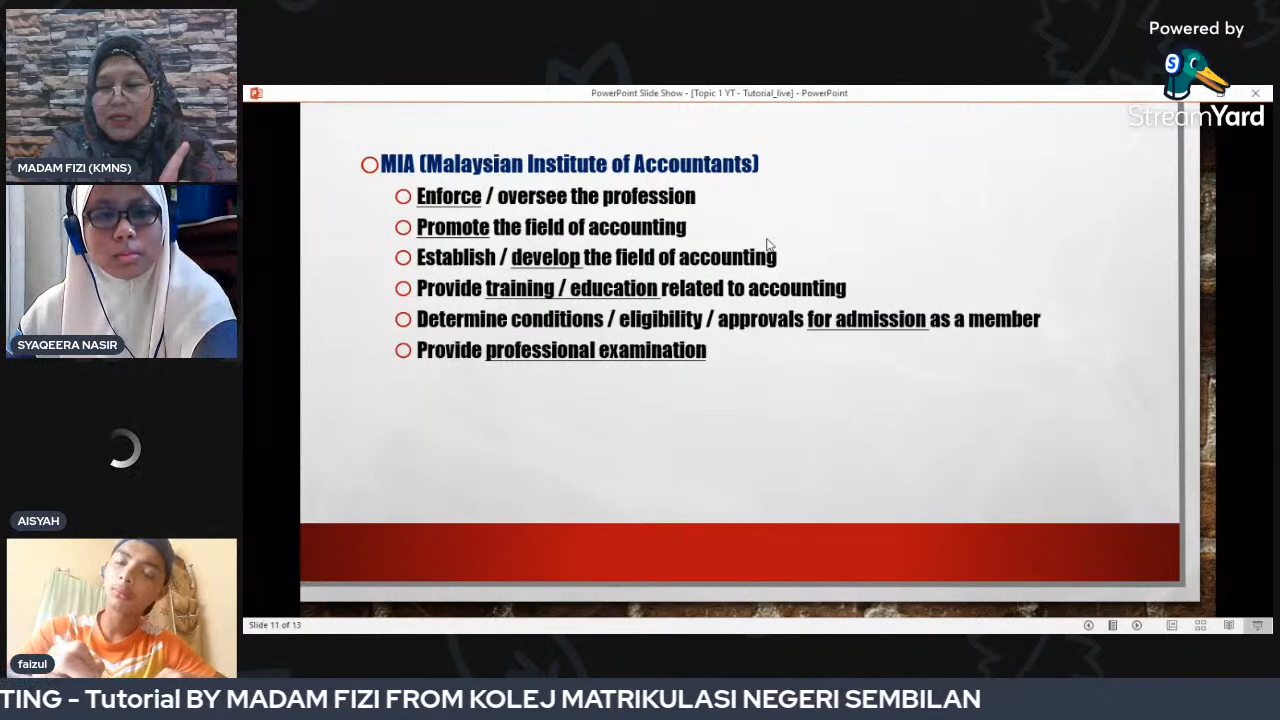 Powered by
S
StreamYard
PowerPoint Slide Show - [Topic 1 YT - Tutorial_live] - PowerPoint
MADAM FIZI (KMNS)
SYAQEERA NASIR
AISYAH
faizul
MIA (Malaysian Institute of Accountants)
Enforce / oversee the profession
Promote the field of accounting
Establish / develop the field of accounting
Provide training / education related to accounting
Determine conditions / eligibility / approvals for admission as a member
Provide professional examination
Slide 11 of 13
TING - Tutorial BY MADAM FIZI FROM KOLEJ MATRIKULASI NEGERI SEMBILAN